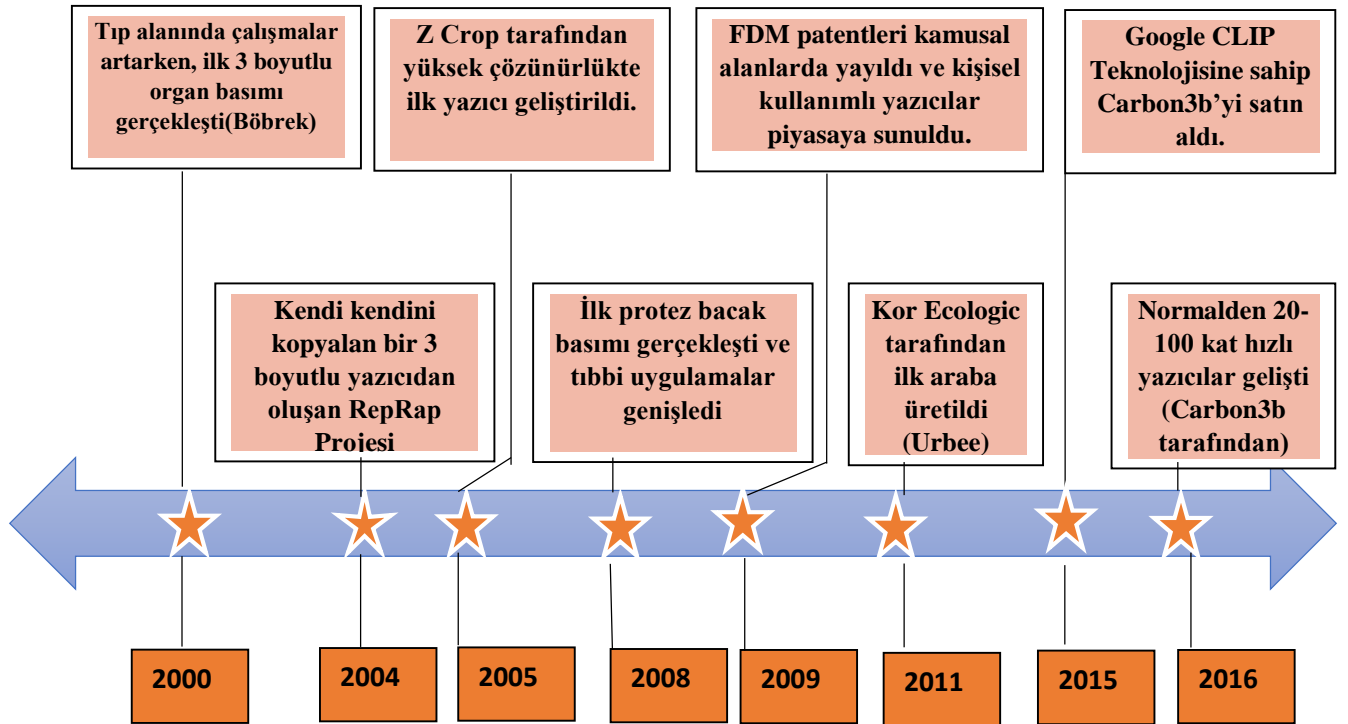 Tıp alanında çalışmalar
artarken, ilk 3 boyutlu
organ basımı
gerçekleşti(Böbrek)
Z Crop tarafından
yüksek çözünürlükte
ilk yazıcı geliştirildi.
FDM patentleri kamusal
alanlarda yayıldı ve kişisel
kullanımlı yazıcılar
piyasaya sunuldu.
Google CLIP
Teknolojisine sahip
Carbon3b’yi satın
aldı.
Kendi kendini
kopyalan bir 3
boyutlu yazıcıdan
oluşan RepRap
Projesi
İlk protez bacak
basımı gerçekleşti ve
tıbbi uygulamalar
genişledi
Kor Ecologic
tarafından
ilk araba
üretildi
(Urbee)
Normalden 20-
100 kat hızlı
yazıcılar gelişti
(Carbon3b
tarafından)
2000
2004
2005
2008
2009
2011
2015
2016